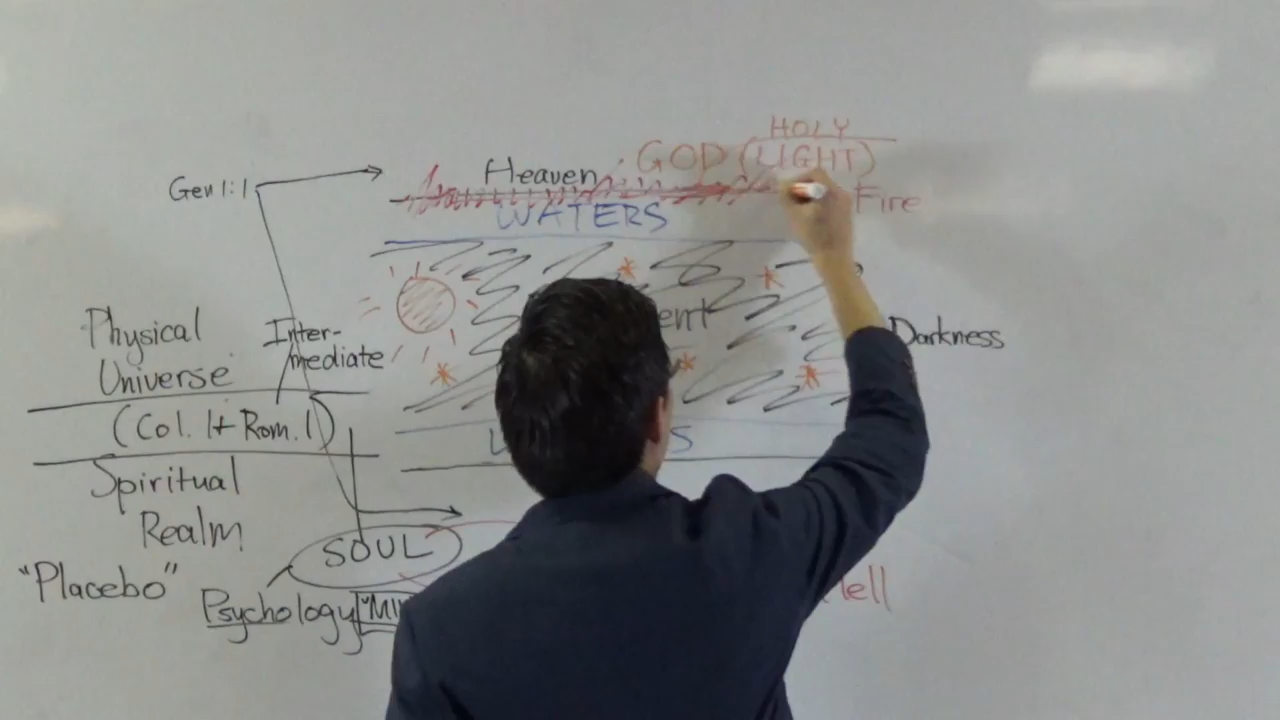 HOLY
GOD (LIGHT)
Heaven
Gen 1:1
Fire
WATERS
Physical
Universe
Inter-
mediate
Darkness
(Col. 1 + Rom. 1)
Spiritual
Realm
SOUL
"Placebo"
Psychology